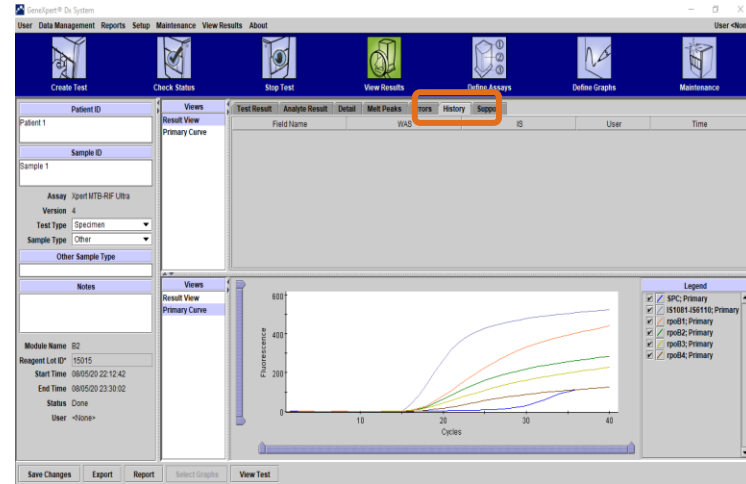 GeneXpert® Dx System
User Data Management Reports Setup Maintenance View Results About
User <Non
Create Test Check Status Stop Test View Results Define Assays Define Graphs Maintenance
Patient ID
Patient 1
Sample ID
Sample 1
Assay Xpert MTB-RIF Ultra
Version 4
Test Type Specimen
Sample Type Other
Other Sample Type
Notes
Module Name B2
Reagent Lot ID* 15015
Start Time 08/05/20 22:12:42
End Time 08/05/20 23:30:02
Status Done
User <None>
Views
Result View
Primary Curve
Test Result Analyte Result Detail Melt Peaks rrors History Suppo
Field Name WAS IS User Time
Views
Result View
Primary Curve
600
400
200
0
Fluorescence
10 20 30 40
Cycles
Legend
SPC; Primary
IS1081-IS6110; Primary
rpoB1; Primary
rpoB2; Primary
rpoB3; Primary
rpoB4; Primary
Save Changes Export Report Select Graphs View Test